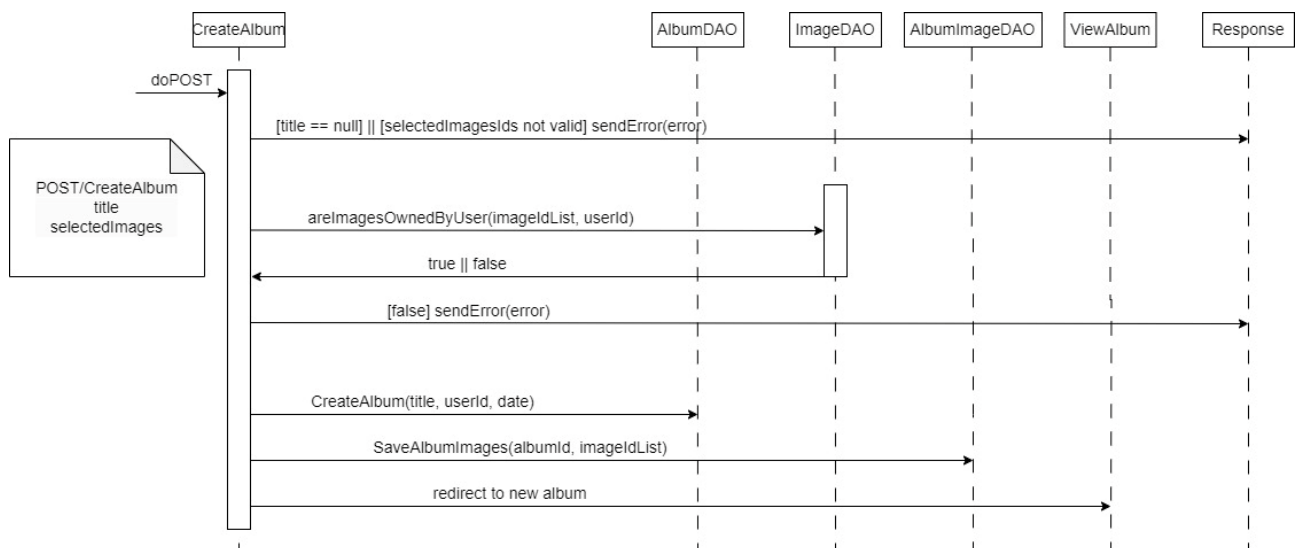 CreateAlbum
AlbumDAO
ImageDAO
AlbumImageDAO
ViewAlbum
Response
doPOST
[title == null] || [selectedImagesIds not valid] sendError(error)
POST/CreateAlbum
title
selectedImages
areImagesOwnedByUser(imageIdList, userId)
true || false
[false] sendError(error)
CreateAlbum(title, userId, date)
SaveAlbumImages(albumId, imageIdList)
redirect to new album